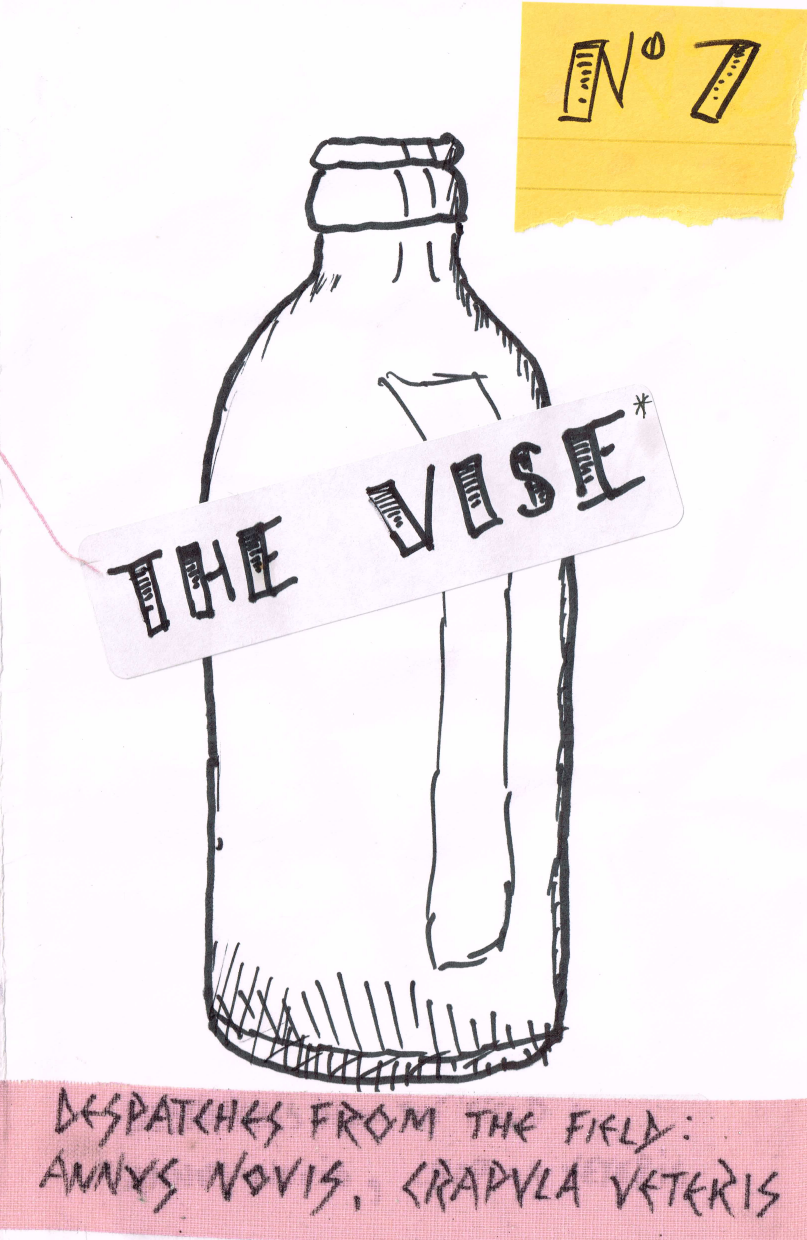 Nº 7
THE VISE*
DESPATCHES FROM THE FIELD:
ANNVS NOVIS, CRAPVLA VETERIS